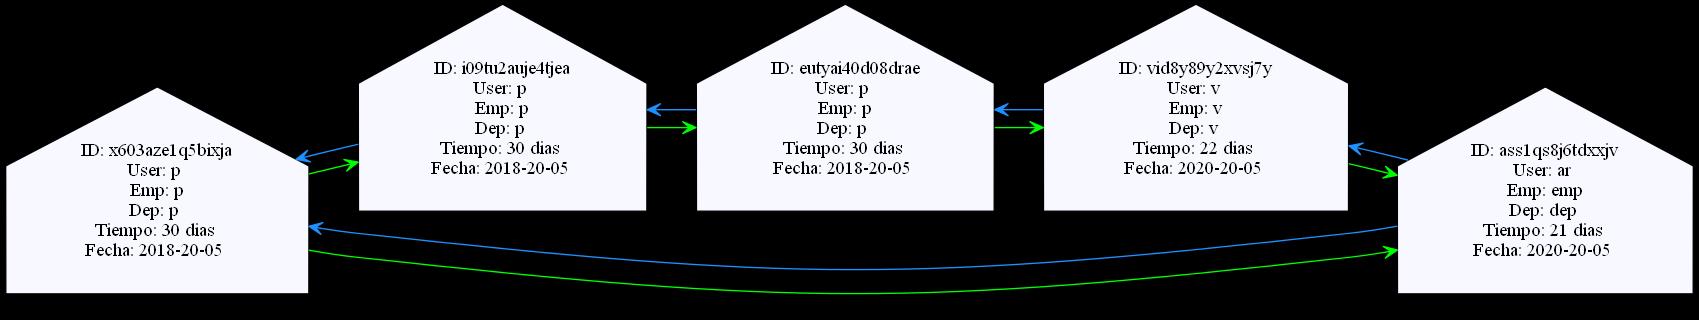 ID: x603aze1q5bixja
User: p
Emp: p
Dep: p
Tiempo: 30 dias
Fecha: 2018-20-05
ID: i09tu2auje4tjea
User: p
Emp: p
Dep: p
Tiempo: 30 dias
Fecha: 2018-20-05
ID: eutyai40d08drae
User: p
Emp: p
Dep: p
Tiempo: 30 dias
Fecha: 2018-20-05
ID: vid8y89y2xvsj7y
User: v
Emp: v
Dep: v
Tiempo: 22 dias
Fecha: 2020-20-05
ID: ass1qs8j6tdxxjv
User: ar
Emp: emp
Dep: dep
Tiempo: 21 dias
Fecha: 2020-20-05